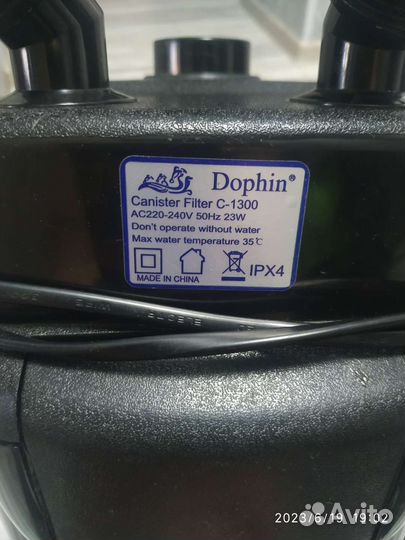 Dophin®
Canister Filter C-1300
AC220-240V 50Hz 23W
Don't operate without water
Max water temperature 35℃
MADE IN CHINA
IPX4
2023/6/19 19:02
Avito